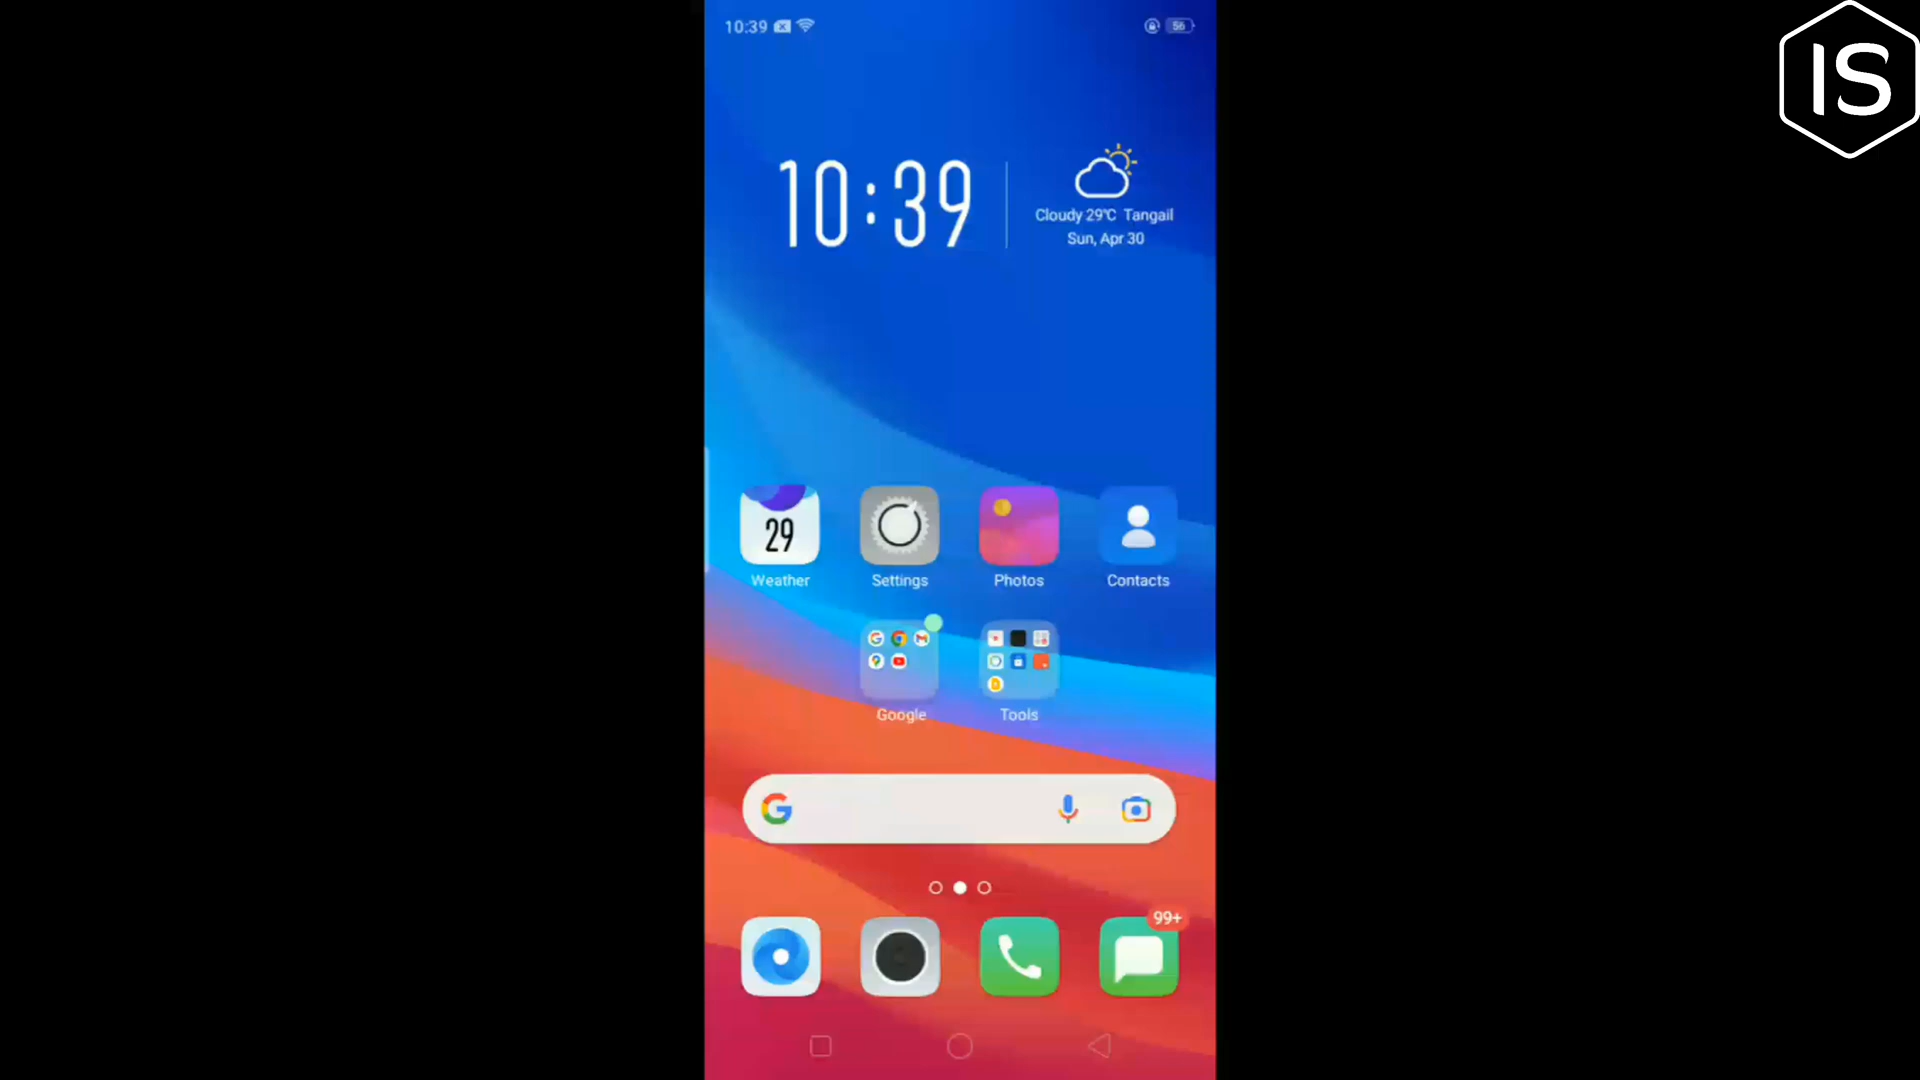 10:39
56
IS
10:39
Cloudy 29°C Tangail
Sun, Apr 30
29
Weather
Settings
Photos
Contacts
Google
Tools
99+